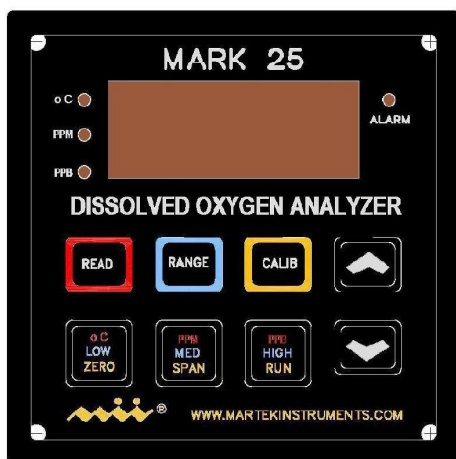 MARK 25
o C
PPM
PPB
ALARM
DISSOLVED OXYGEN ANALYZER
READ
RANGE
CALIB
o C
LOW
ZERO
PPM
MED
SPAN
PPB
HIGH
RUN
® WWW.MARTEKINSTRUMENTS.COM